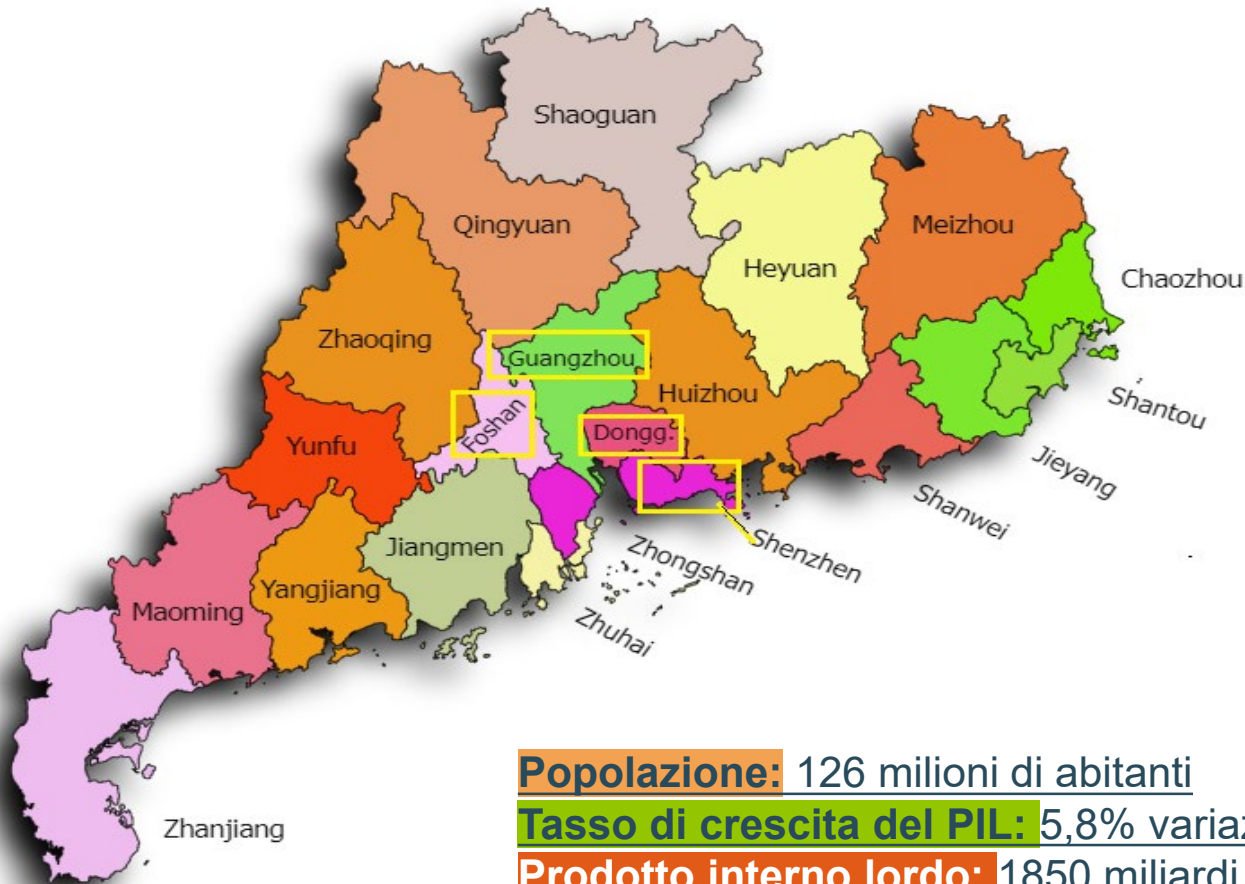 Shaoguan
Qingyuan
Meizhou
Heyuan
Chaozhou
Zhaoqing
Guangzhou
Huizhou
Shantou
Foshan
Dongg.
Yunfu
Jieyang
Shanwei
Jiangmen
Shenzhen
Zhongshan
Yangjiang
Maoming
Zhuhai
Zhanjiang
Popolazione: 126 milioni di abitanti
Tasso di crescita del PIL: 5,8% variaz
Prodotto interno lordo: 1850 miliardi